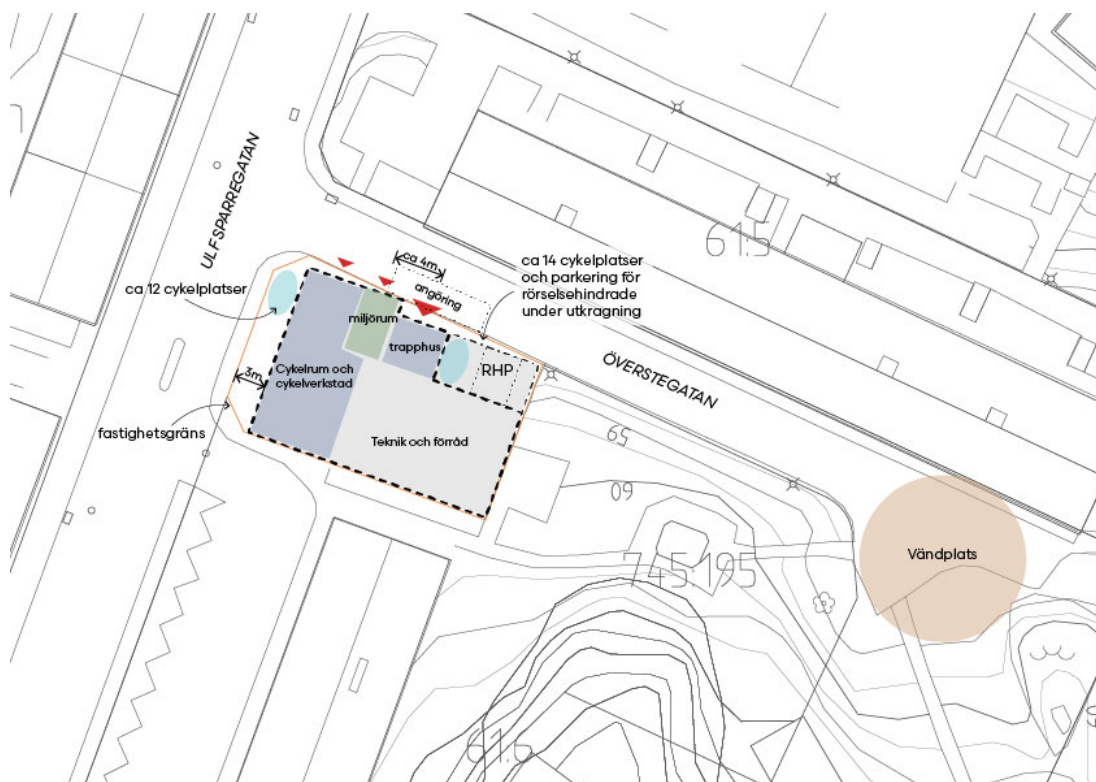 ULFSPARREGATAN
61.5
ca 4m
angöring
ca 14 cykelplatser
och parkering för
rörselsehindrade
under utkragning
ca 12 cykelplatser
miljörum
trapphus
RHP
ÖVERSTEGATAN
Cykelrum och
cykelverkstad
3m
fastighetsgräns
Teknik och förråd
65
60
745:195
Vändplats
61.5